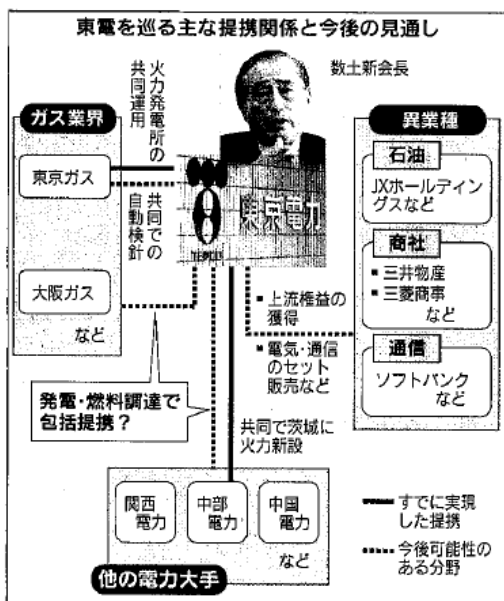 東電を巡る主な提携関係と今後の見通し
数土新会長
火力発電所の
共同運用
ガス業界
東京ガス
共同での
自動検針
大阪ガス
など
東京電力
TEPCO
異業種
石油
JXホールディン
グスなど
商社
■ 三井物産
■ 三菱商事
など
通信
ソフトバンク
など
■ 上流権益の
獲得
■ 電気・通信
のセット
販売など
発電・燃料調達で
包括提携？
共同で茨城に
火力新設
関西
電力
中部
電力
中国
電力
など
他の電力大手
すでに実現
した提携
今後可能性の
ある分野